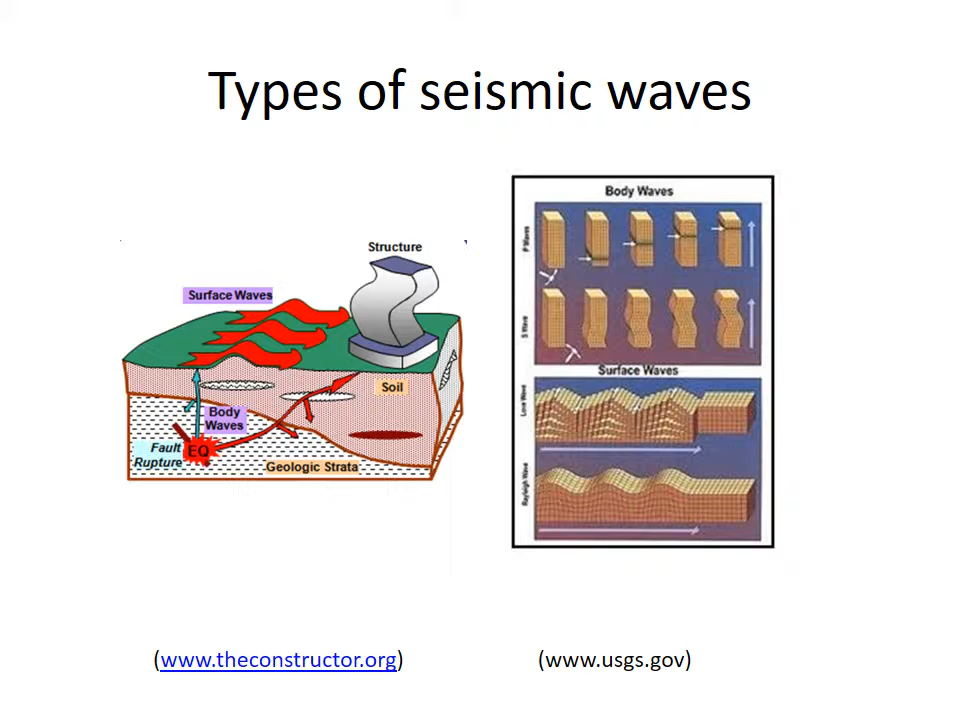 Types of seismic waves
Structure
Surface Waves
Soil
Body
Waves
Fault
Rupture
EQ
Geologic Strata
Body Waves
P Waves
S Wave
Surface Waves
Love Wave
Rayleigh Wave
(www.theconstructor.org)
(www.usgs.gov)